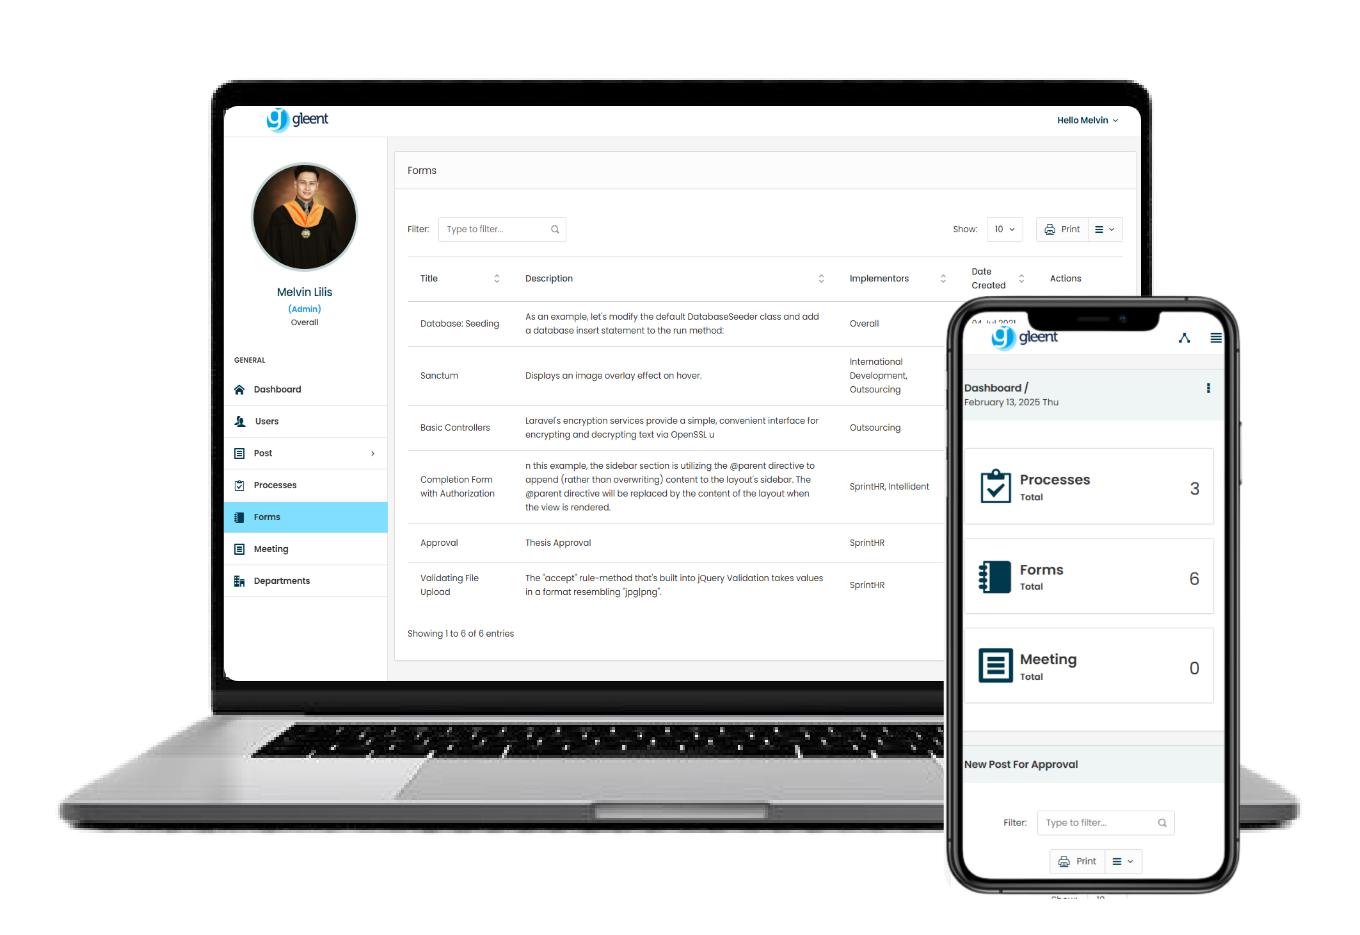 gleent
Hello Melvin
Melvin Lilis
(Admin)
Overall
GENERAL
Dashboard
Users
Post
Processes
Forms
Meeting
Departments
Forms
Filter: Type to filter...
Show: 10 Print
Title Description Implementors Date Created Actions
Database: Seeding
As an example, let's modify the default DatabaseSeeder class and add
a database insert statement to the run method:
Overall
04 Jul 2021
Sanctum
Displays an image overlay effect on hover.
International
Development,
Outsourcing
Basic Controllers
Laravel's encryption services provide a simple, convenient interface for
encrypting and decrypting text via OpenSSL u
Outsourcing
Completion Form
with Authorization
n this example, the sidebar section is utilizing the @parent directive to
append (rather than overwriting) content to the layout's sidebar. The
@parent directive will be replaced by the content of the layout when
the view is rendered.
SprintHR, Intellident
Approval
Thesis Approval
SprintHR
Validating File
Upload
The "accept" rule-method that's built into jQuery Validation takes values
in a format resembling "jpg|png".
SprintHR
Showing 1 to 6 of 6 entries
gleent
Dashboard /
February 13, 2025 Thu
Processes
Total
3
Forms
Total
6
Meeting
Total
0
New Post For Approval
Filter: Type to filter...
Print
Show: 10